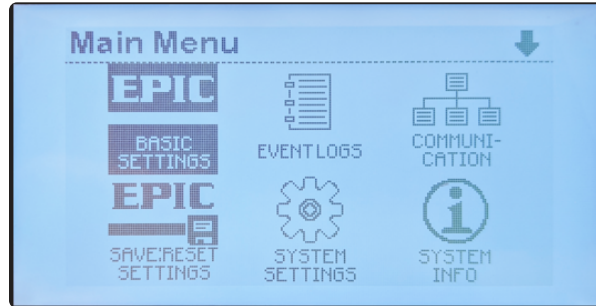 Main Menu
EPIC
BASIC
SETTINGS
EVENT LOGS
COMMUNI-
CATION
EPIC
SAVE/RESET
SETTINGS
SYSTEM
SETTINGS
SYSTEM
INFO